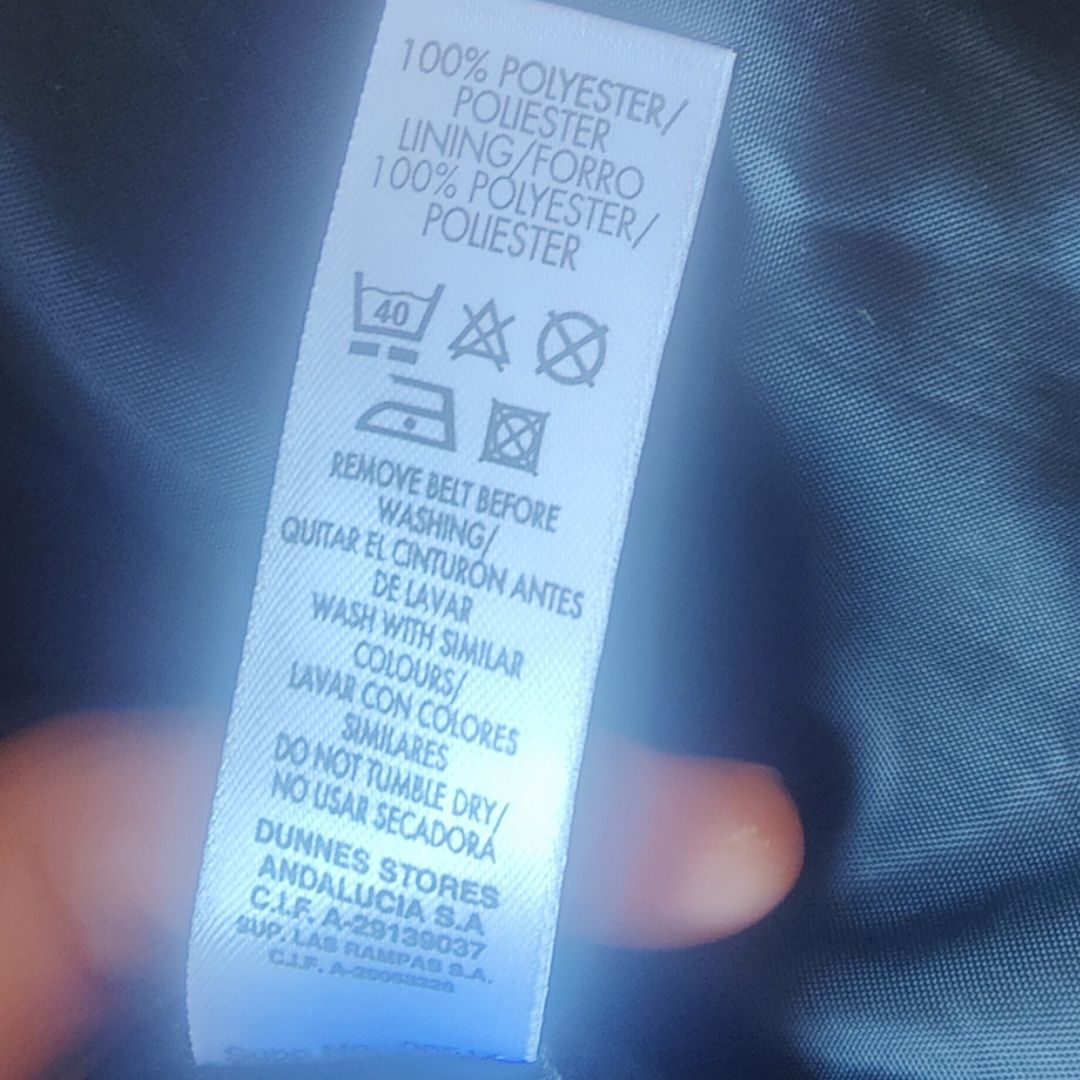 100% POLYESTER/
POLIESTER
LINING/FORRO
100% POLYESTER/
POLIESTER
40
REMOVE BELT BEFORE
WASHING/
QUITAR EL CINTURON ANTES
DE LAVAR
WASH WITH SIMILAR
COLOURS/
LAVAR CON COLORES
SIMILARES
DO NOT TUMBLE DRY/
NO USAR SECADORA
DUNNES STORES
ANDALUCIA S.A
C.I.F. A-29139037
SUP. LAS RAMPAS S.A.
C.I.F.